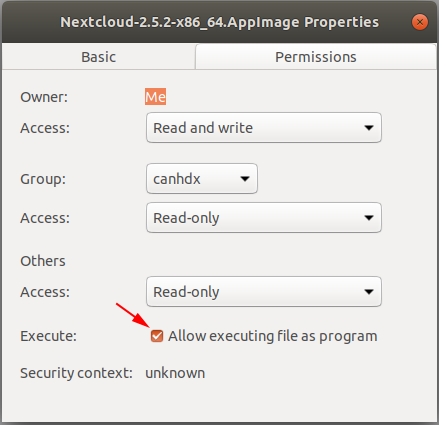 Nextcloud-2.5.2-x86_64.AppImage Properties
Basic Permissions
Owner: Me
Access: Read and write
Group: canhdx
Access: Read-only
Others
Access: Read-only
Execute: Allow executing file as program
Security context: unknown